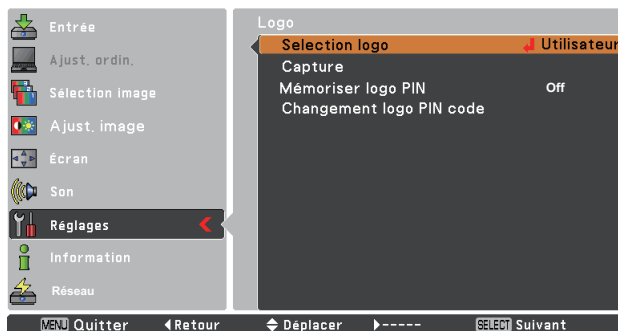 Entrée
Ajust. ordin.
Sélection image
Ajust. image
Écran
Son
Réglages
Information
Réseau
Logo
Selection logo Utilisateur
Capture
Mémoriser logo PIN Off
Changement logo PIN code
MENU Quitter Retour Déplacer ----- SELECT Suivant